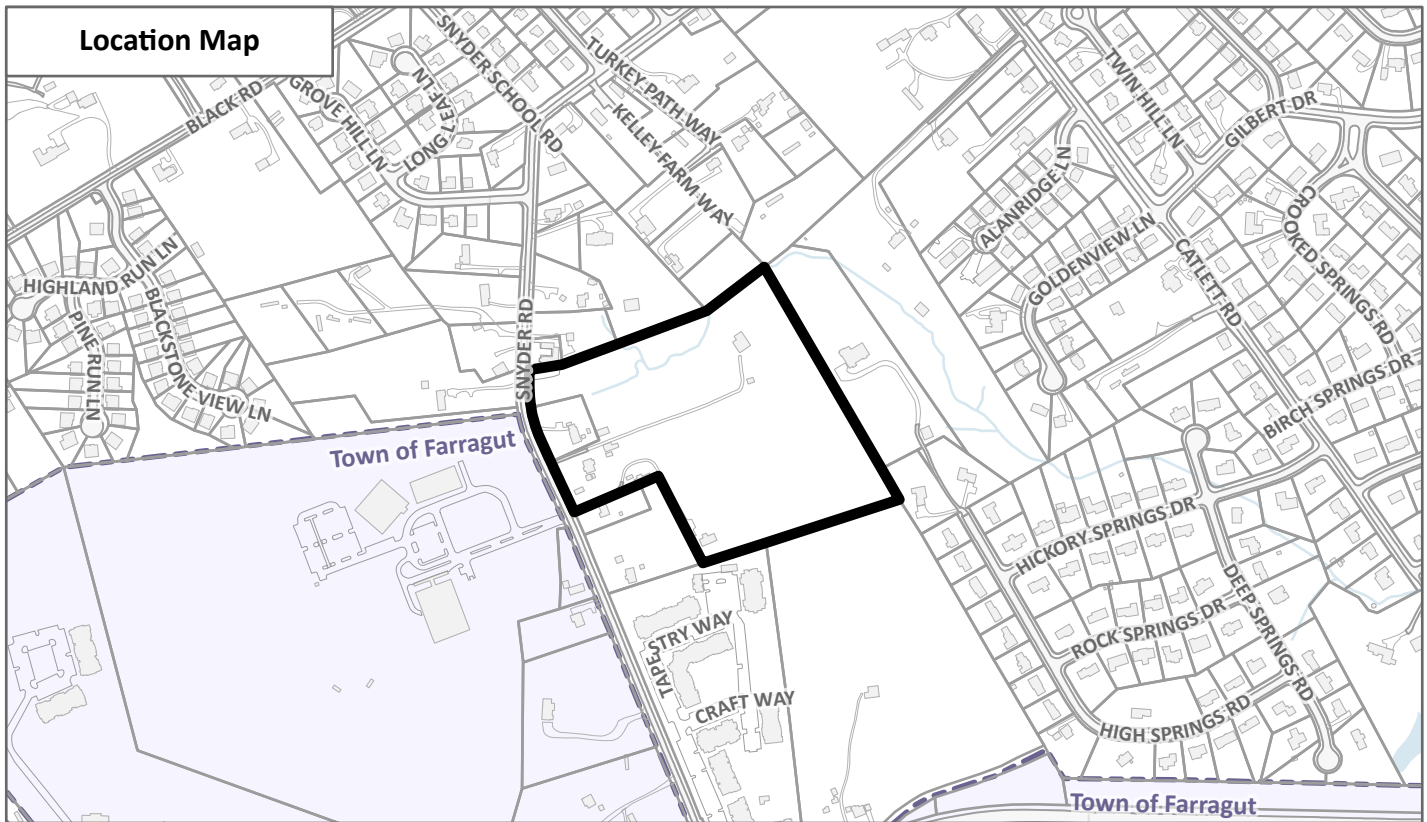 Location Map
SNYDER SCHOOL RD
TURKEY PATH WAY
TWIN HILL LN
GILBERT DR
BLACK RD
GROVE HILL LN
LONG LEAF LN
KELLEY FARM WAY
ALANRIDGE LN
CROOKED SPRINGS RD
GOLDENVIEW LN
CATLETT RD
HIGHLAND RUN LN
BLACKSTONE VIEW LN
PINE RUN LN
SNYDER RD
BIRCH SPRINGS DR
Town of Farragut
HICKORY SPRINGS DR
DEEP SPRINGS RD
ROCK SPRINGS DR
TAPESTRY WAY
CRAFT WAY
HIGH SPRINGS RD
Town of Farragut